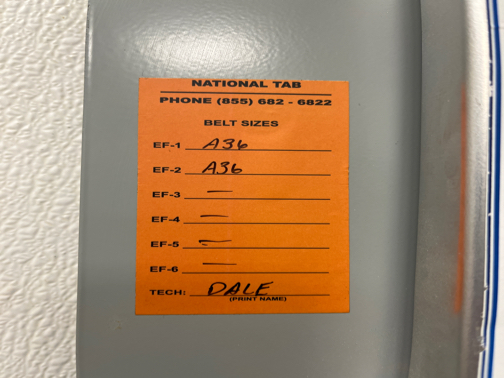 NATIONAL TAB
PHONE (855) 682 - 6822
BELT SIZES
EF-1 A36
EF-2 A36
EF-3 —
EF-4 —
EF-5 —
EF-6 —
TECH: DALE
(PRINT NAME)